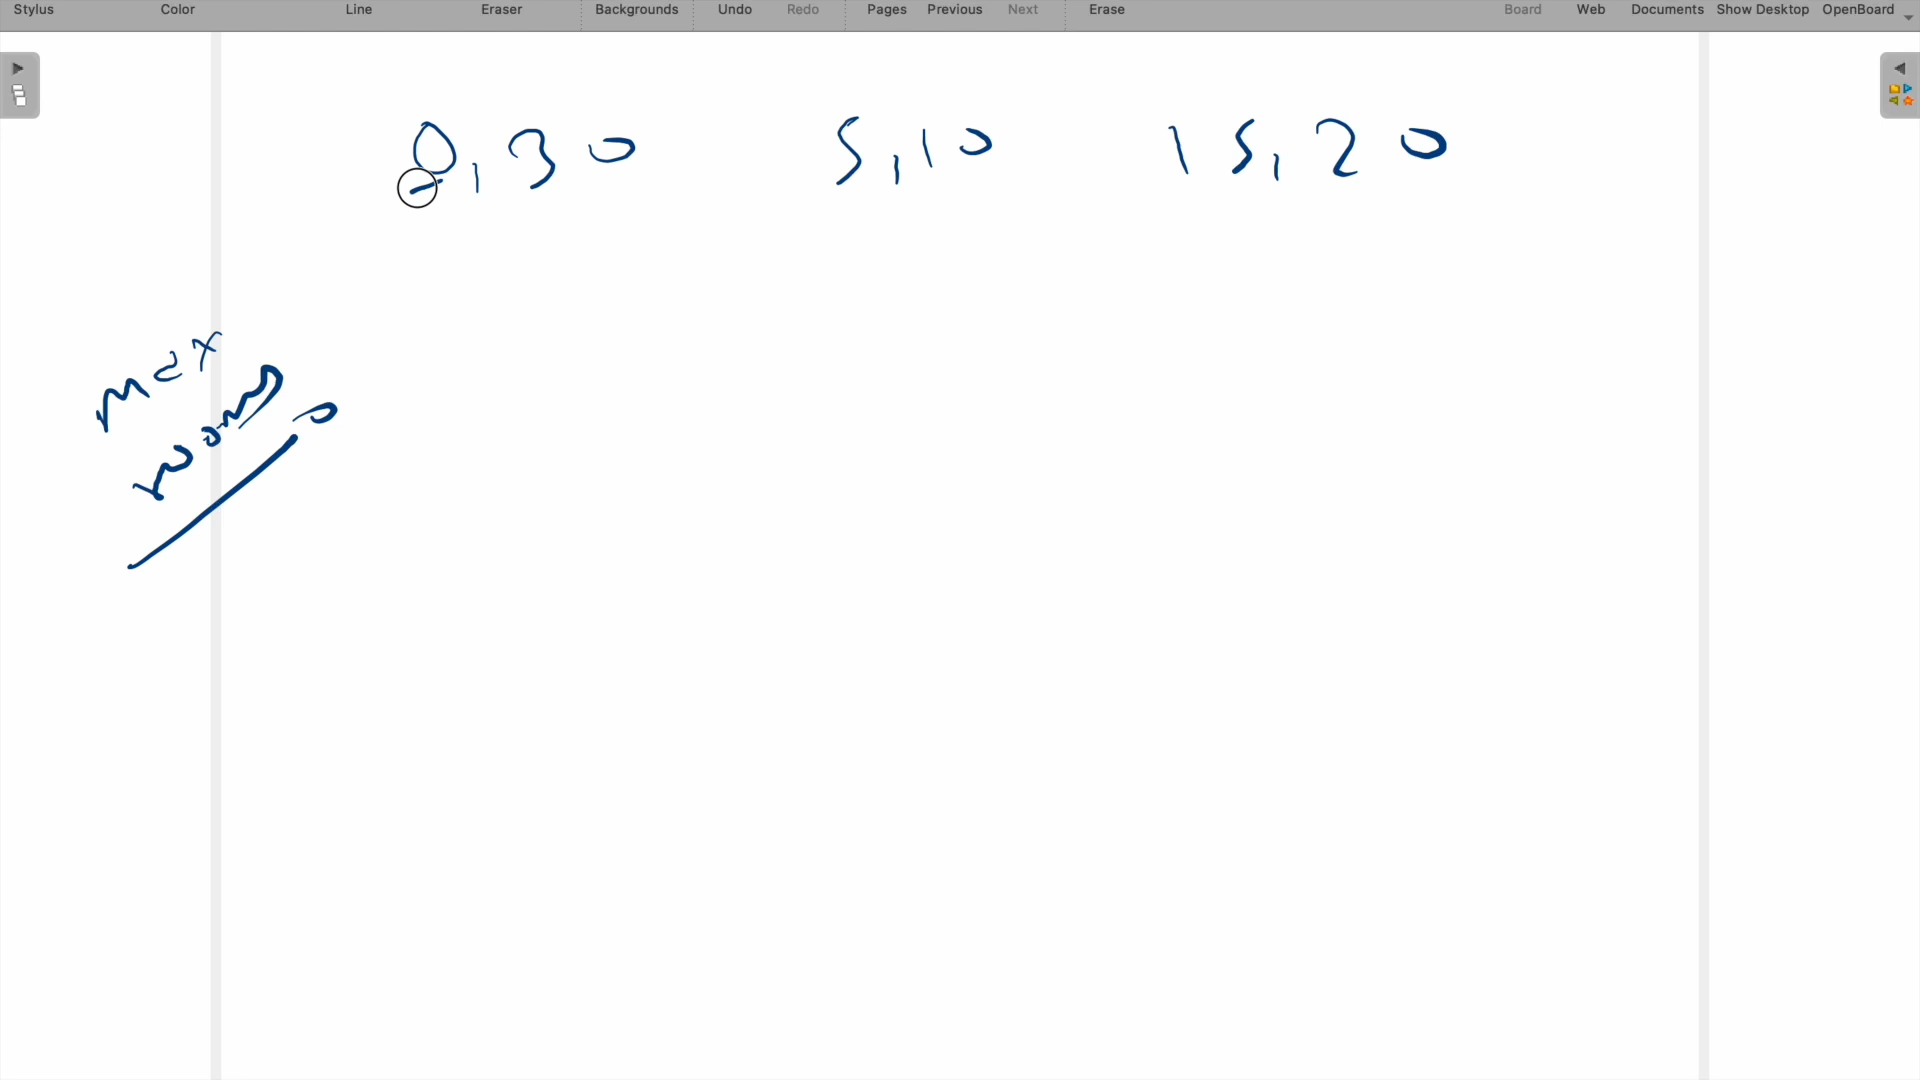 Stylus Color Line Eraser Backgrounds Undo Redo Pages Previous Next Erase Board Web Documents Show Desktop OpenBoard
0,30 5,10 15,20
max
rooms